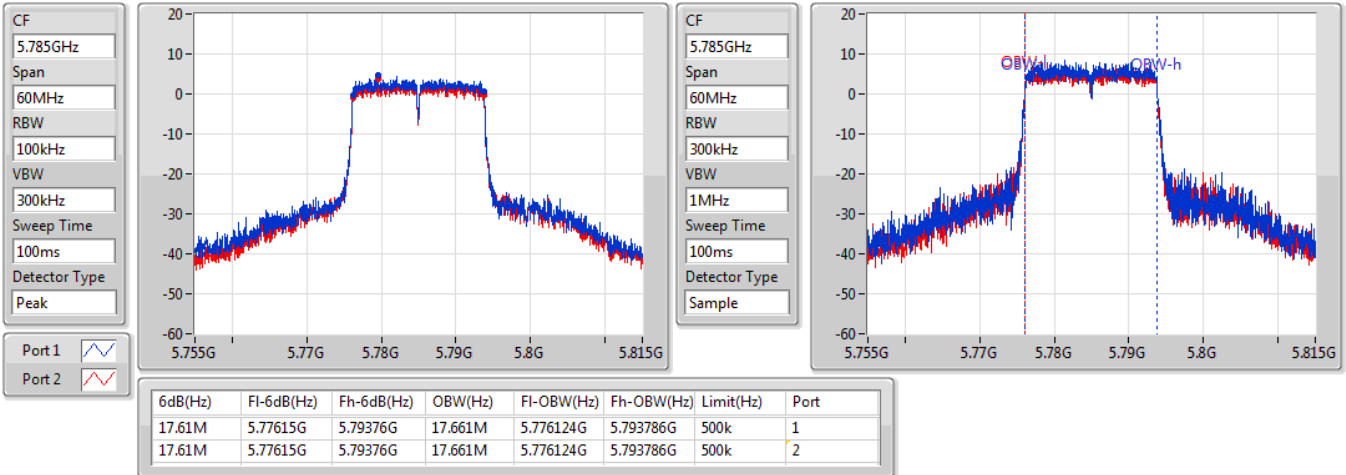 CF
5.785GHz
Span
60MHz
RBW
100kHz
VBW
300kHz
Sweep Time
100ms
Detector Type
Peak
Port 1
Port 2
20
10
0
-10
-20
-30
-40
-50
-60
5.755G 5.77G 5.78G 5.79G 5.8G 5.815G
CF
5.785GHz
Span
60MHz
RBW
300kHz
VBW
1MHz
Sweep Time
100ms
Detector Type
Sample
20
10
0
-10
-20
-30
-40
-50
-60
OBW-h
5.755G 5.77G 5.78G 5.79G 5.8G 5.815G
6dB(Hz) Fl-6dB(Hz) Fh-6dB(Hz) OBW(Hz) Fl-OBW(Hz) Fh-OBW(Hz) Limit(Hz) Port
17.61M 5.77615G 5.79376G 17.661M 5.776124G 5.793786G 500k 1
17.61M 5.77615G 5.79376G 17.661M 5.776124G 5.793786G 500k 2